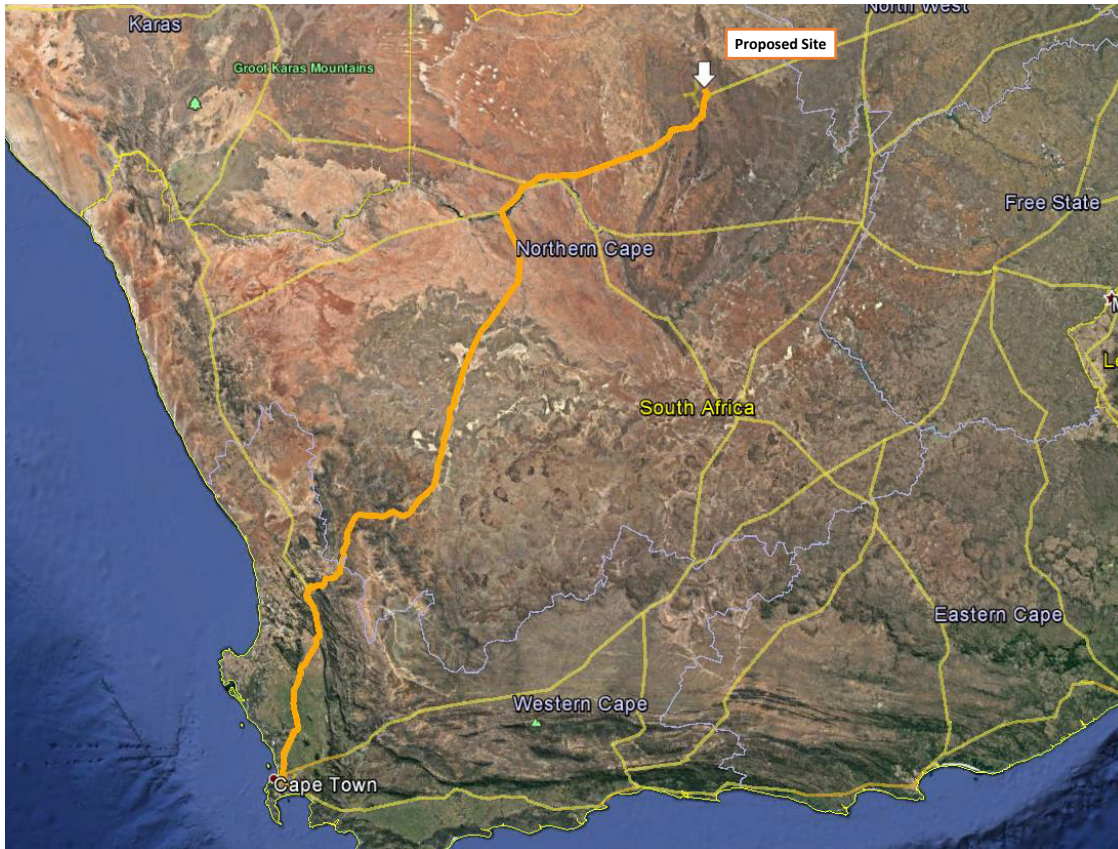 Karas
North West
Proposed Site
Groot Karas Mountains
Free State
Northern Cape
South Africa
Eastern Cape
Western Cape
Cape Town